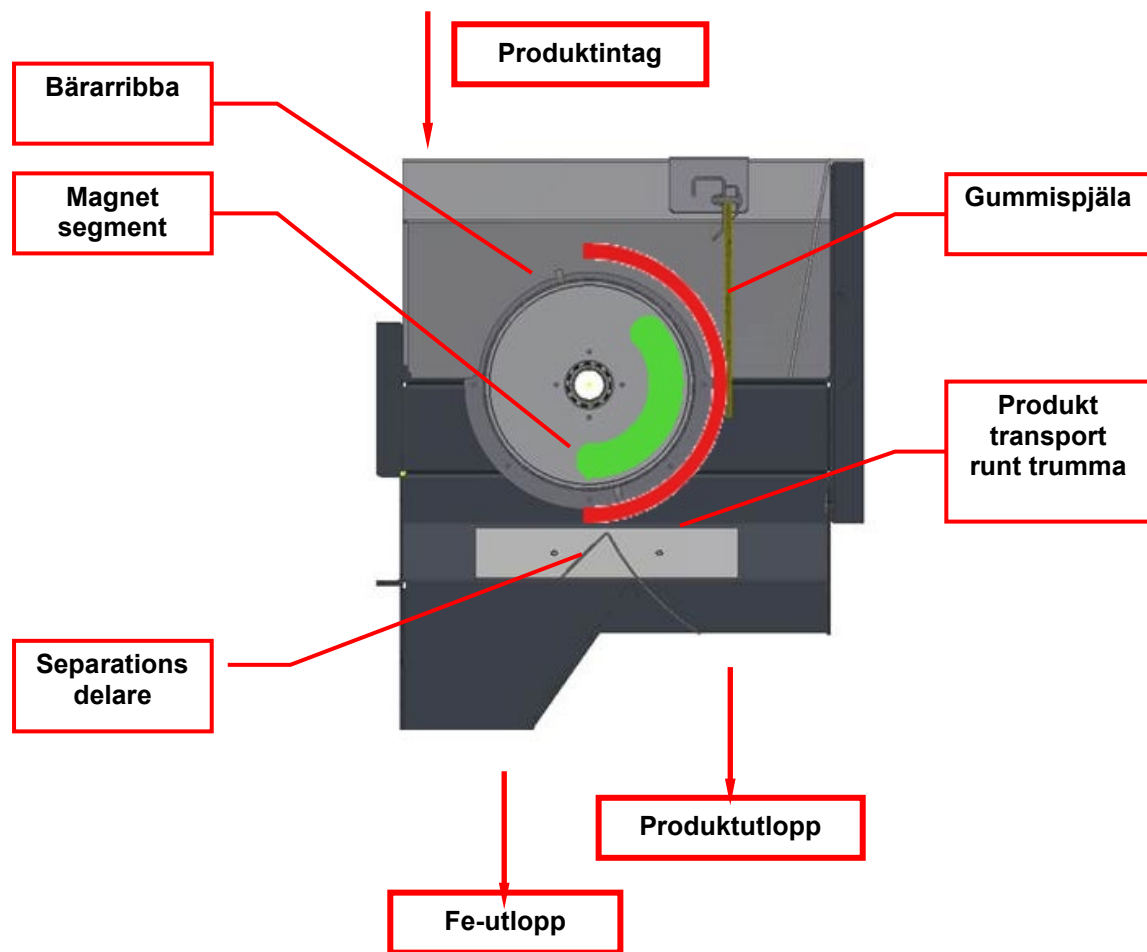 Produktintag
Bärarribba
Magnet
segment
Gummispjäla
Produkt
transport
runt trumma
Separations
delare
Produktutlopp
Fe-utlopp